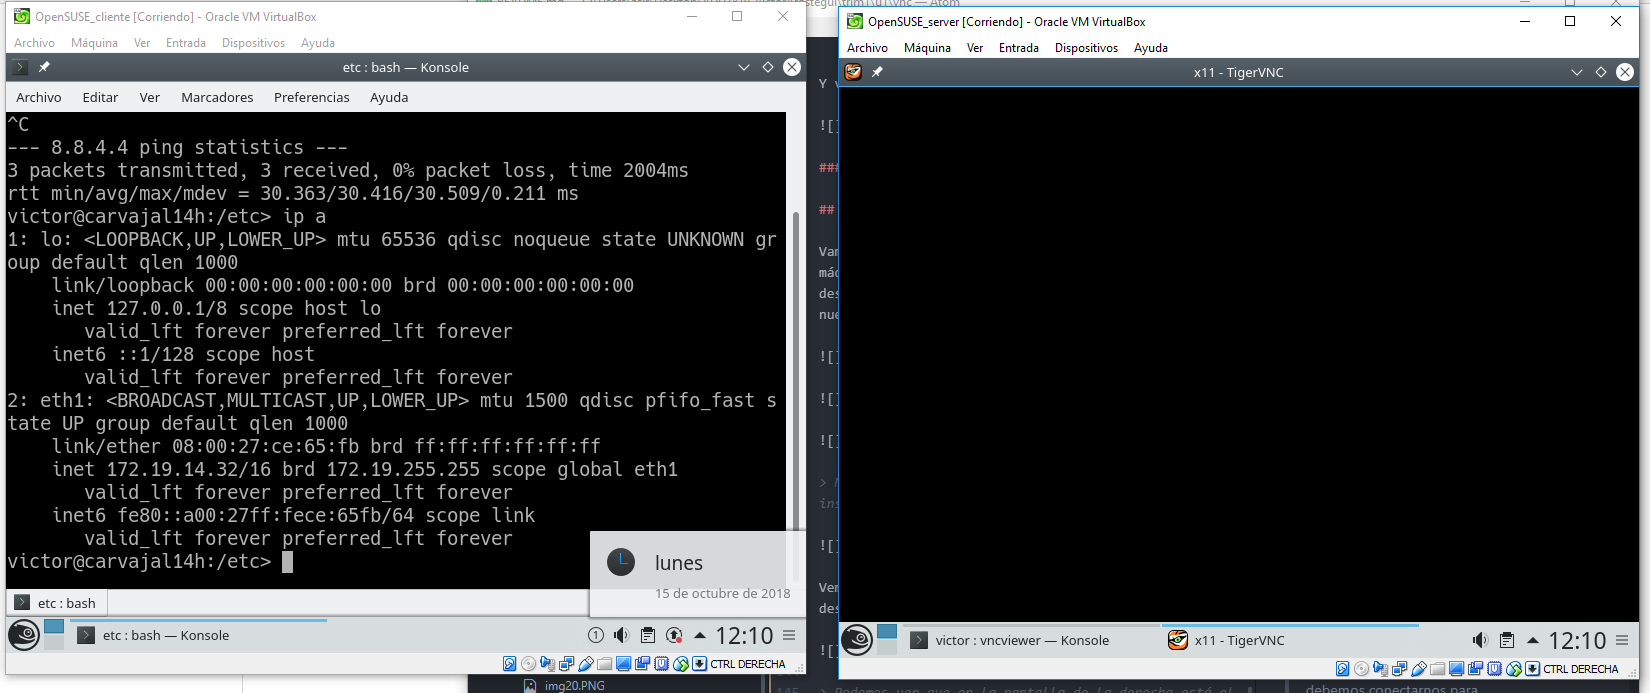 OpenSUSE_cliente [Corriendo] - Oracle VM VirtualBox
Archivo Máquina Ver Entrada Dispositivos Ayuda
etc : bash — Konsole
Archivo Editar Ver Marcadores Preferencias Ayuda
^C
--- 8.8.4.4 ping statistics ---
3 packets transmitted, 3 received, 0% packet loss, time 2004ms
rtt min/avg/max/mdev = 30.363/30.416/30.509/0.211 ms
victor@carvajal14h:/etc> ip a
1: lo: <LOOPBACK,UP,LOWER_UP> mtu 65536 qdisc noqueue state UNKNOWN gr
oup default qlen 1000
link/loopback 00:00:00:00:00:00 brd 00:00:00:00:00:00
inet 127.0.0.1/8 scope host lo
valid_lft forever preferred_lft forever
inet6 ::1/128 scope host
valid_lft forever preferred_lft forever
2: eth1: <BROADCAST,MULTICAST,UP,LOWER_UP> mtu 1500 qdisc pfifo_fast s
tate UP group default qlen 1000
link/ether 08:00:27:ce:65:fb brd ff:ff:ff:ff:ff:ff
inet 172.19.14.32/16 brd 172.19.255.255 scope global eth1
valid_lft forever preferred_lft forever
inet6 fe80::a00:27ff:fece:65fb/64 scope link
valid_lft forever preferred_lft forever
victor@carvajal14h:/etc>
lunes
15 de octubre de 2018
etc : bash
etc : bash — Konsole
1
12:10
CTRL DERECHA
img20.PNG
Y
![]
###
##
Van
máq
des
nue
![]
![]
![]
>
ins
![]
Ver
des
![]
OpenSUSE_server [Corriendo] - Oracle VM VirtualBox
Archivo Máquina Ver Entrada Dispositivos Ayuda
x11 - TigerVNC
victor : vncviewer — Konsole
x11 - TigerVNC
12:10
CTRL DERECHA
debemos conectarnos para